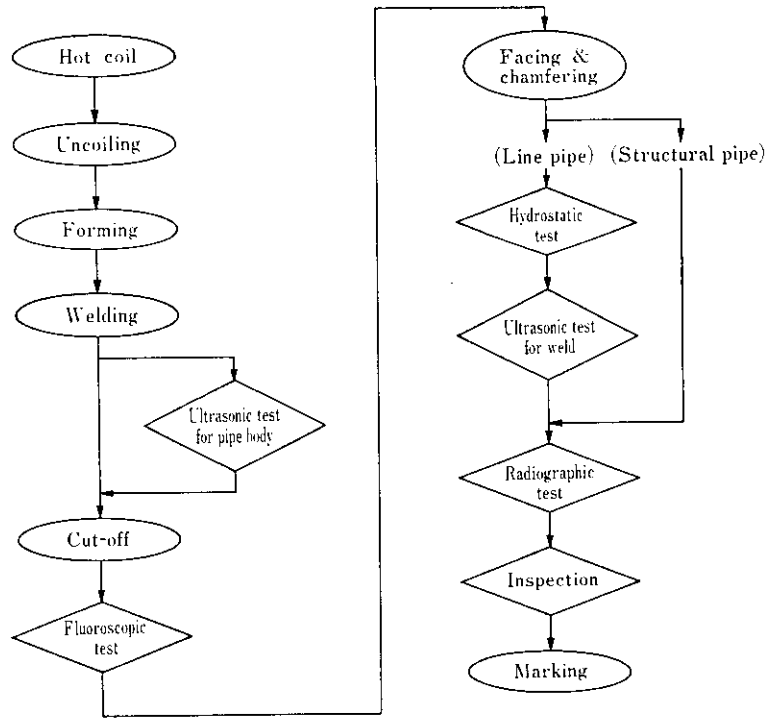 Hot coil
Uncoiling
Forming
Welding
Ultrasonic test
for pipe body
Cut-off
Fluoroscopic
test
Facing &
chamfering
(Line pipe) (Structural pipe)
Hydrostatic
test
Ultrasonic test
for weld
Radiographic
test
Inspection
Marking